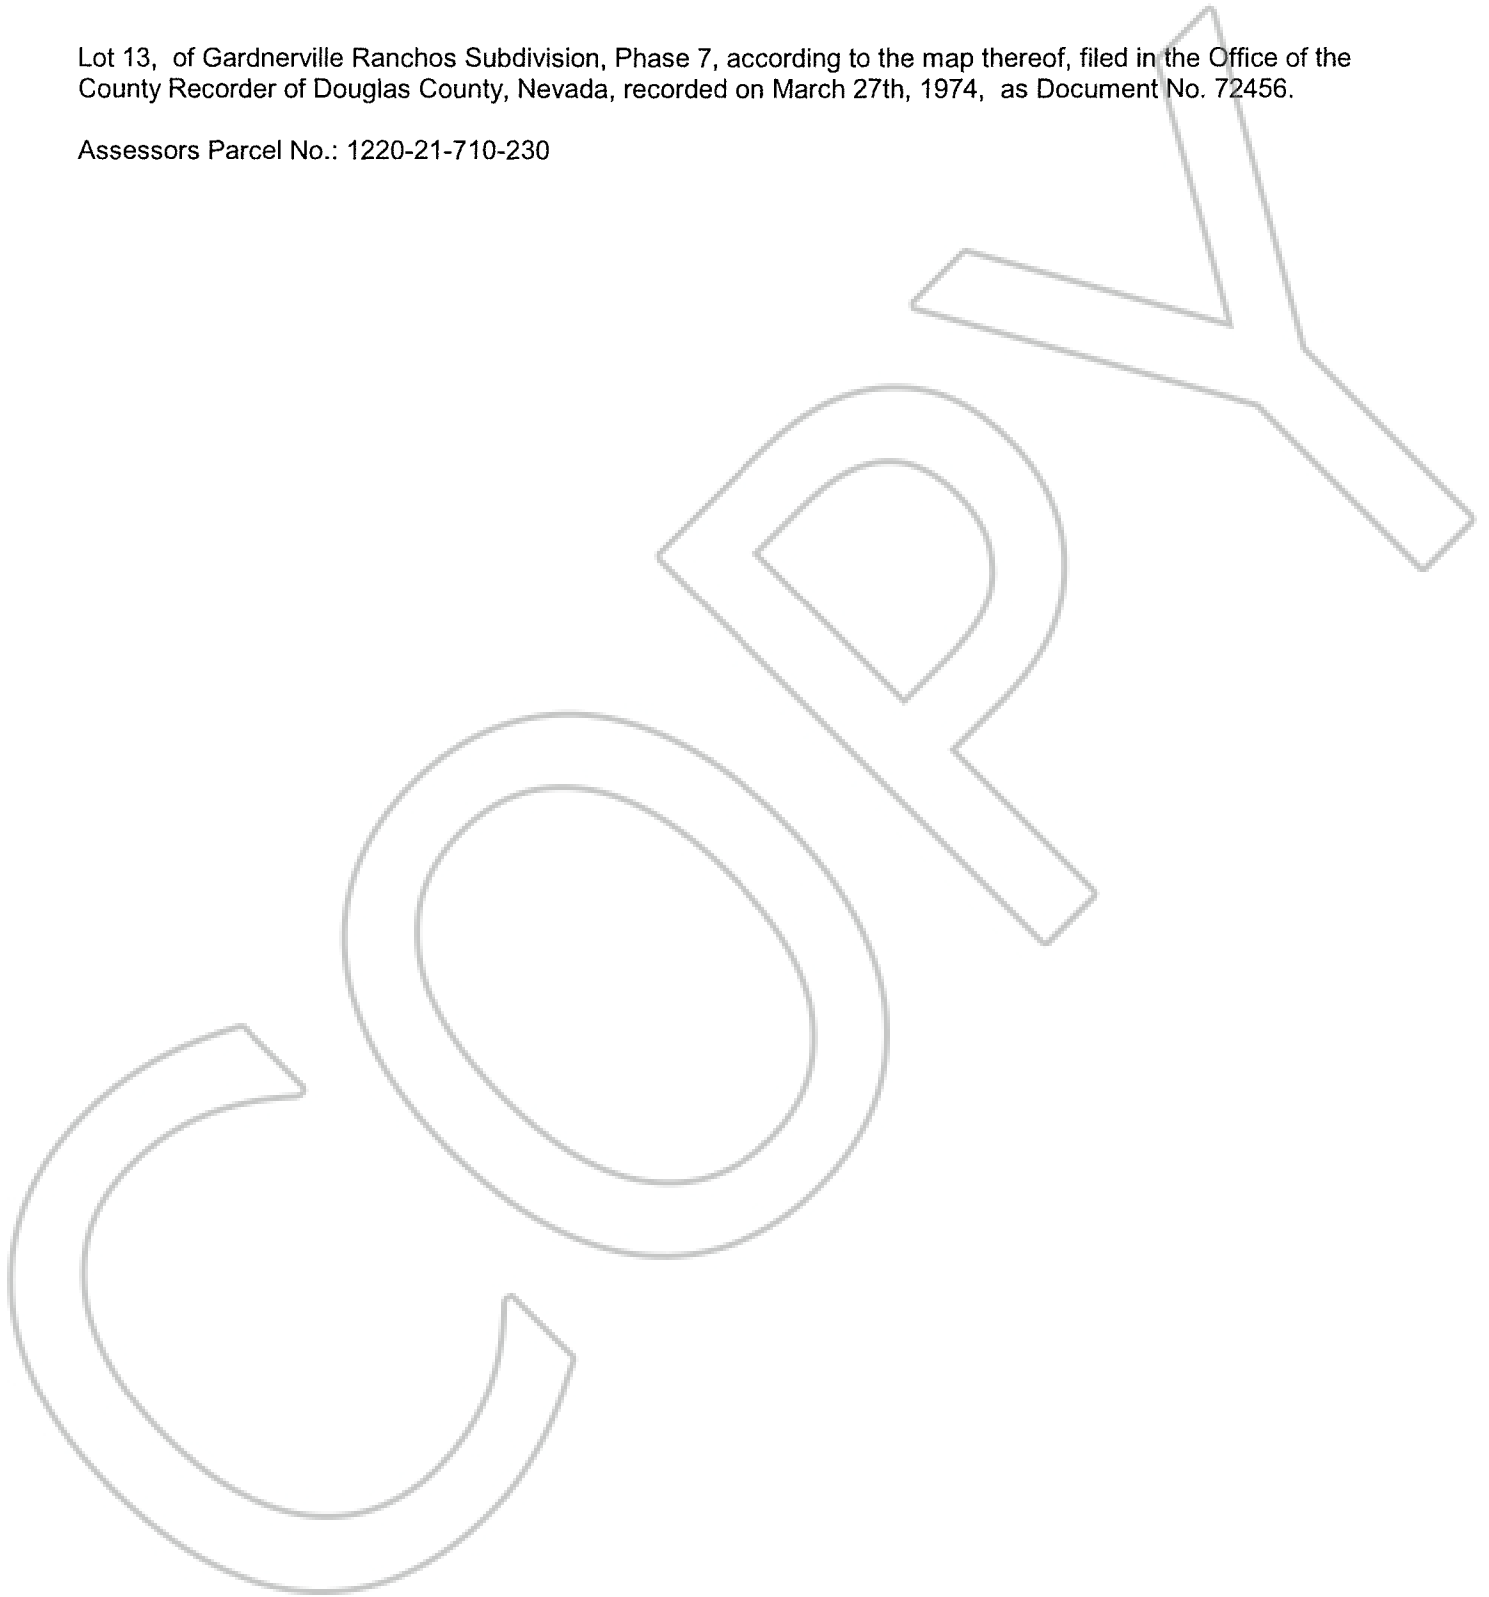 Lot 13,  of Gardnerville Ranchos Subdivision, Phase 7, according to the map thereof, filed in the Office of the
County Recorder of Douglas County, Nevada, recorded on March 27th, 1974,  as Document No. 72456.
Assessors Parcel No.: 1220-21-710-230
COPY